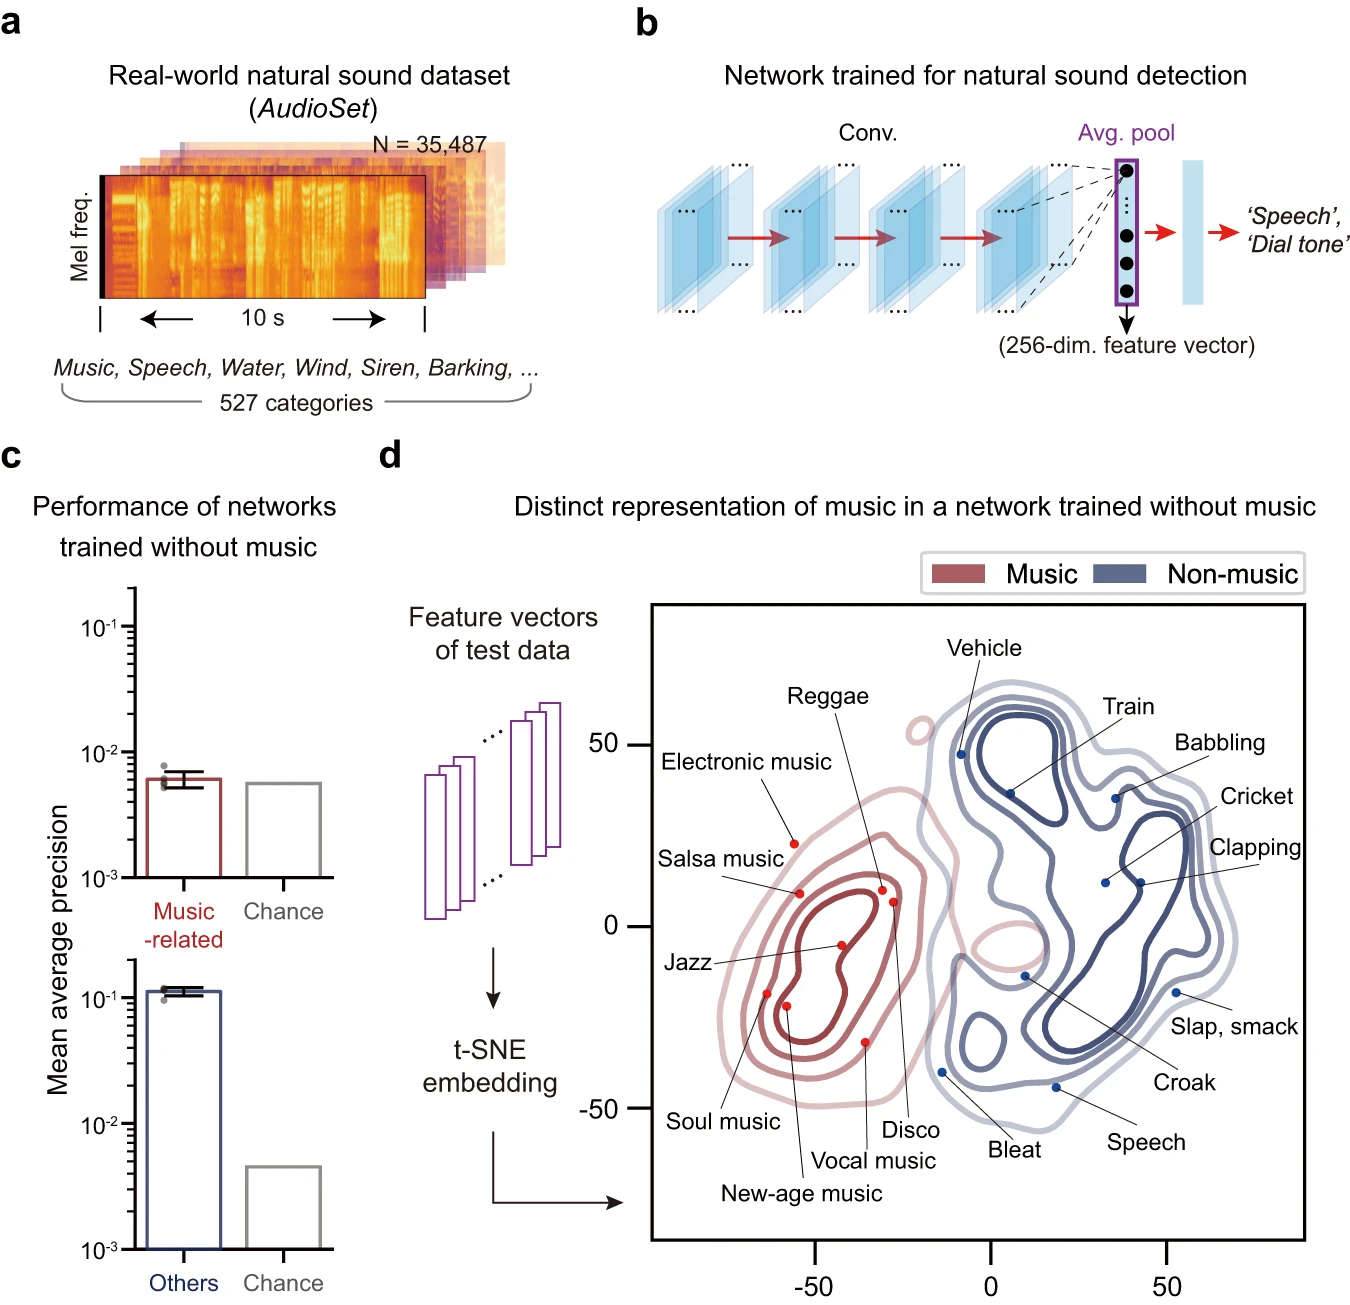 a
Real-world natural sound dataset
(AudioSet)
N = 35,487
Mel freq.
10 s
Music, Speech, Water, Wind, Siren, Barking, ...
527 categories
b
Network trained for natural sound detection
Conv.
Avg. pool
'Speech',
'Dial tone'
(256-dim. feature vector)
c
Performance of networks
trained without music
Mean average precision
10-1
10-2
10-3
Music
-related
Chance
10-1
10-2
10-3
Others
Chance
d
Distinct representation of music in a network trained without music
Feature vectors
of test data
t-SNE
embedding
Music
Non-music
50
0
-50
-50
0
50
Vehicle
Reggae
Train
Electronic music
Babbling
Cricket
Salsa music
Clapping
Jazz
Slap, smack
Croak
Soul music
Disco
Speech
Bleat
Vocal music
New-age music